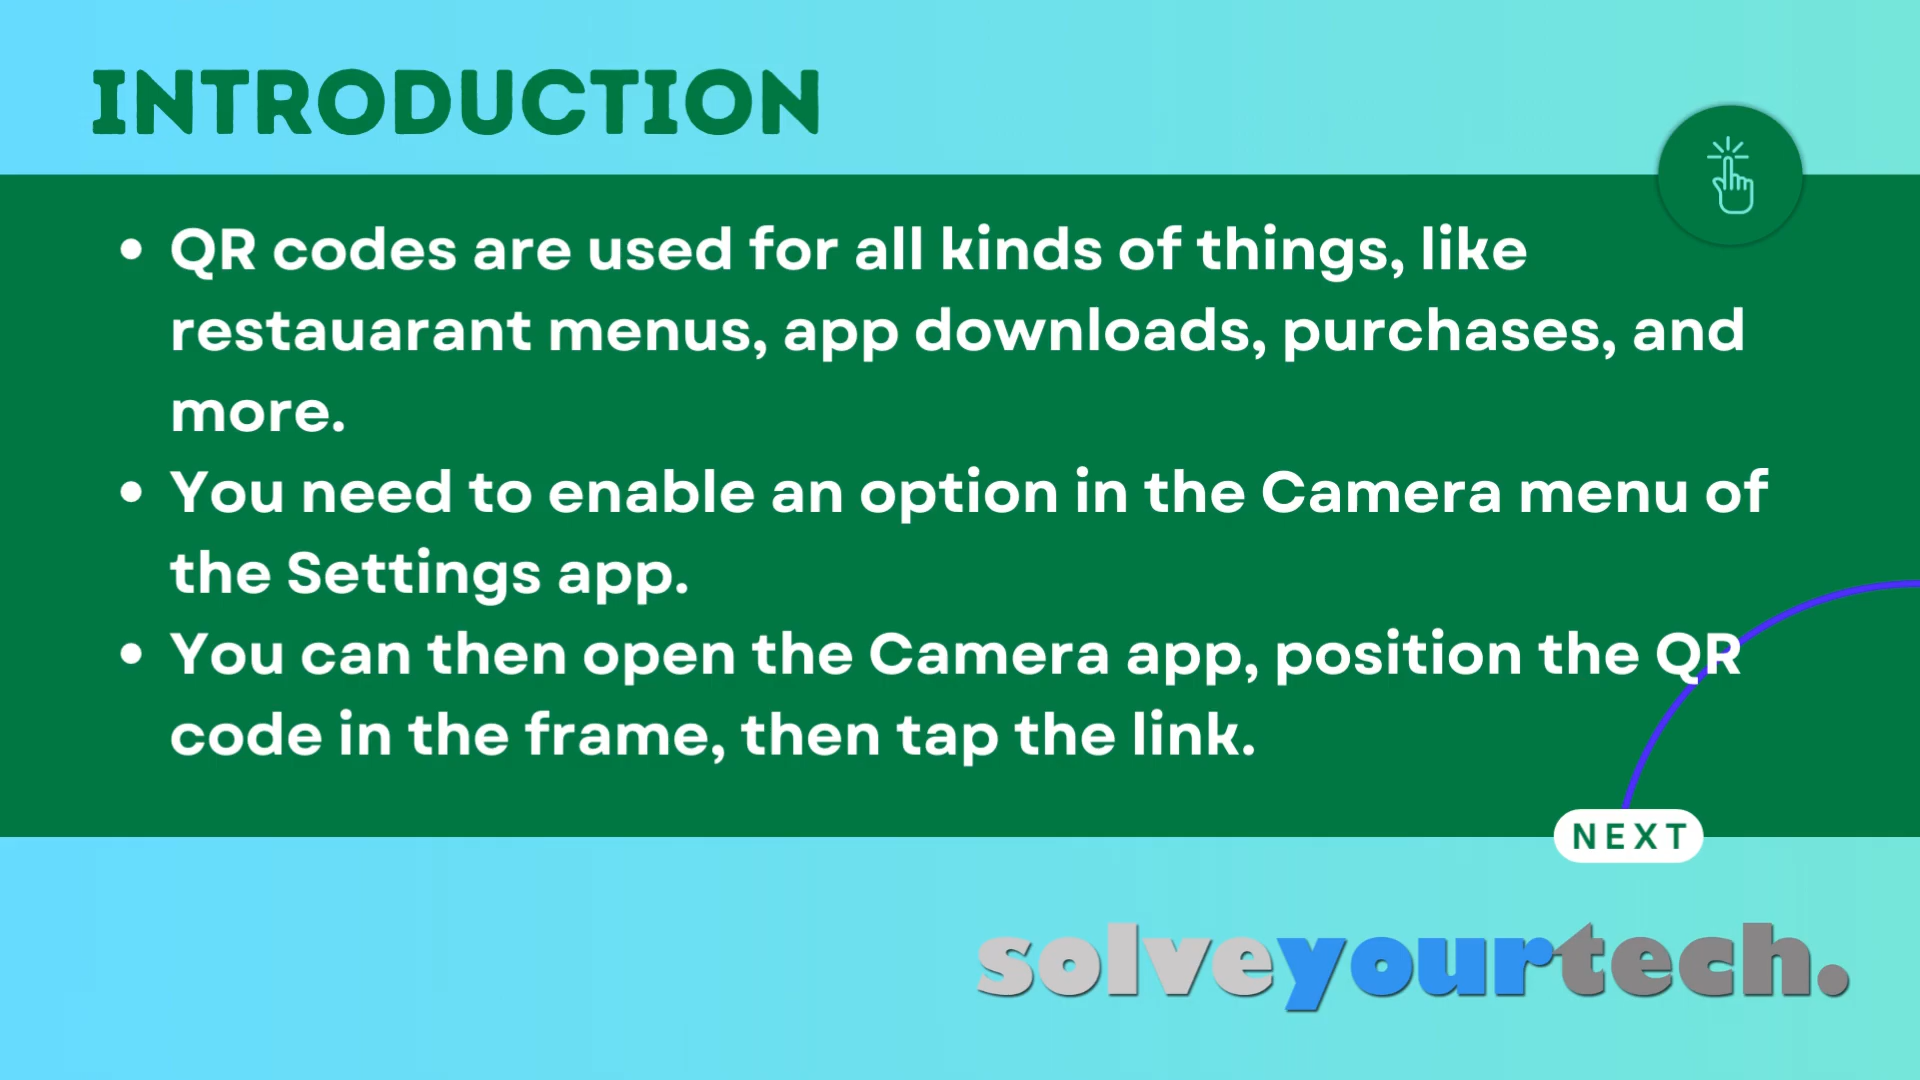 INTRODUCTION
• QR codes are used for all kinds of things, like
restauarant menus, app downloads, purchases, and
more.
• You need to enable an option in the Camera menu of
the Settings app.
• You can then open the Camera app, position the QR
code in the frame, then tap the link.
NEXT
solveyourtech.